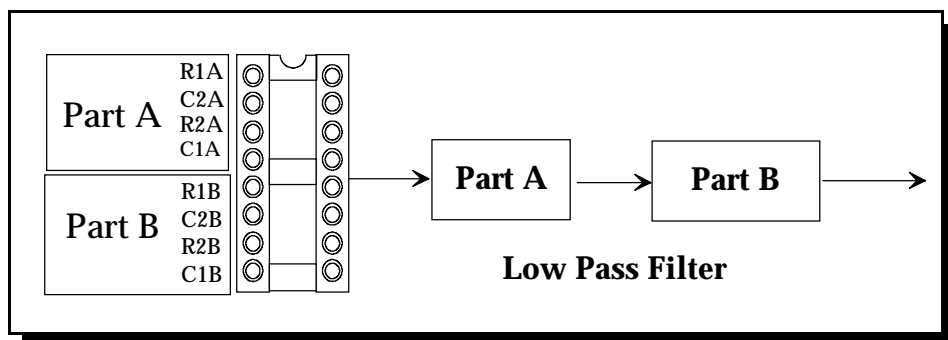 Part A
R1A
C2A
R2A
C1A
Part B
R1B
C2B
R2B
C1B
Part A
Part B
Low Pass Filter